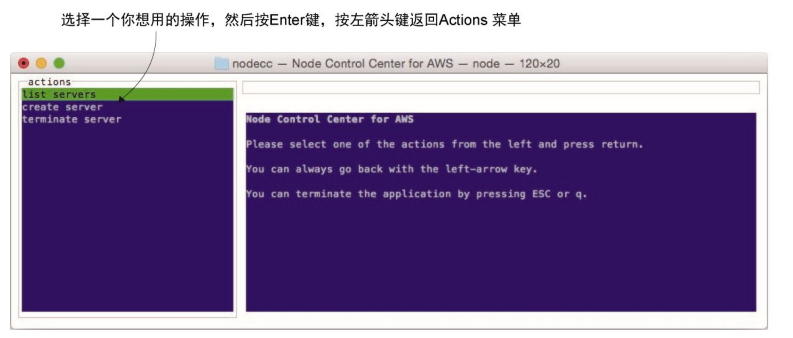 选择一个你想用的操作，然后按Enter键，按左箭头键返回Actions 菜单
nodecc — Node Control Center for AWS — node — 120×20
actions
list servers
create server
terminate server
Node Control Center for AWS
Please select one of the actions from the left and press return.
You can always go back with the left-arrow key.
You can terminate the application by pressing ESC or q.